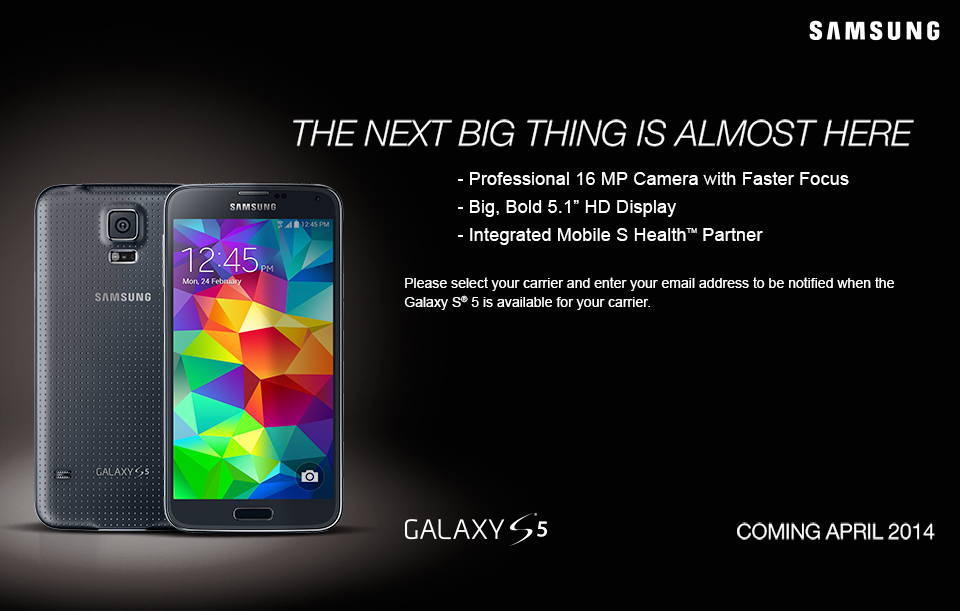 SAMSUNG
THE NEXT BIG THING IS ALMOST HERE
- Professional 16 MP Camera with Faster Focus
- Big, Bold 5.1” HD Display
- Integrated Mobile S Health™ Partner
Please select your carrier and enter your email address to be notified when the
Galaxy S® 5 is available for your carrier.
SAMSUNG
12:45 PM
12:45 PM
Mon, 24 February
SAMSUNG
GALAXY S5
GALAXY S5
COMING APRIL 2014